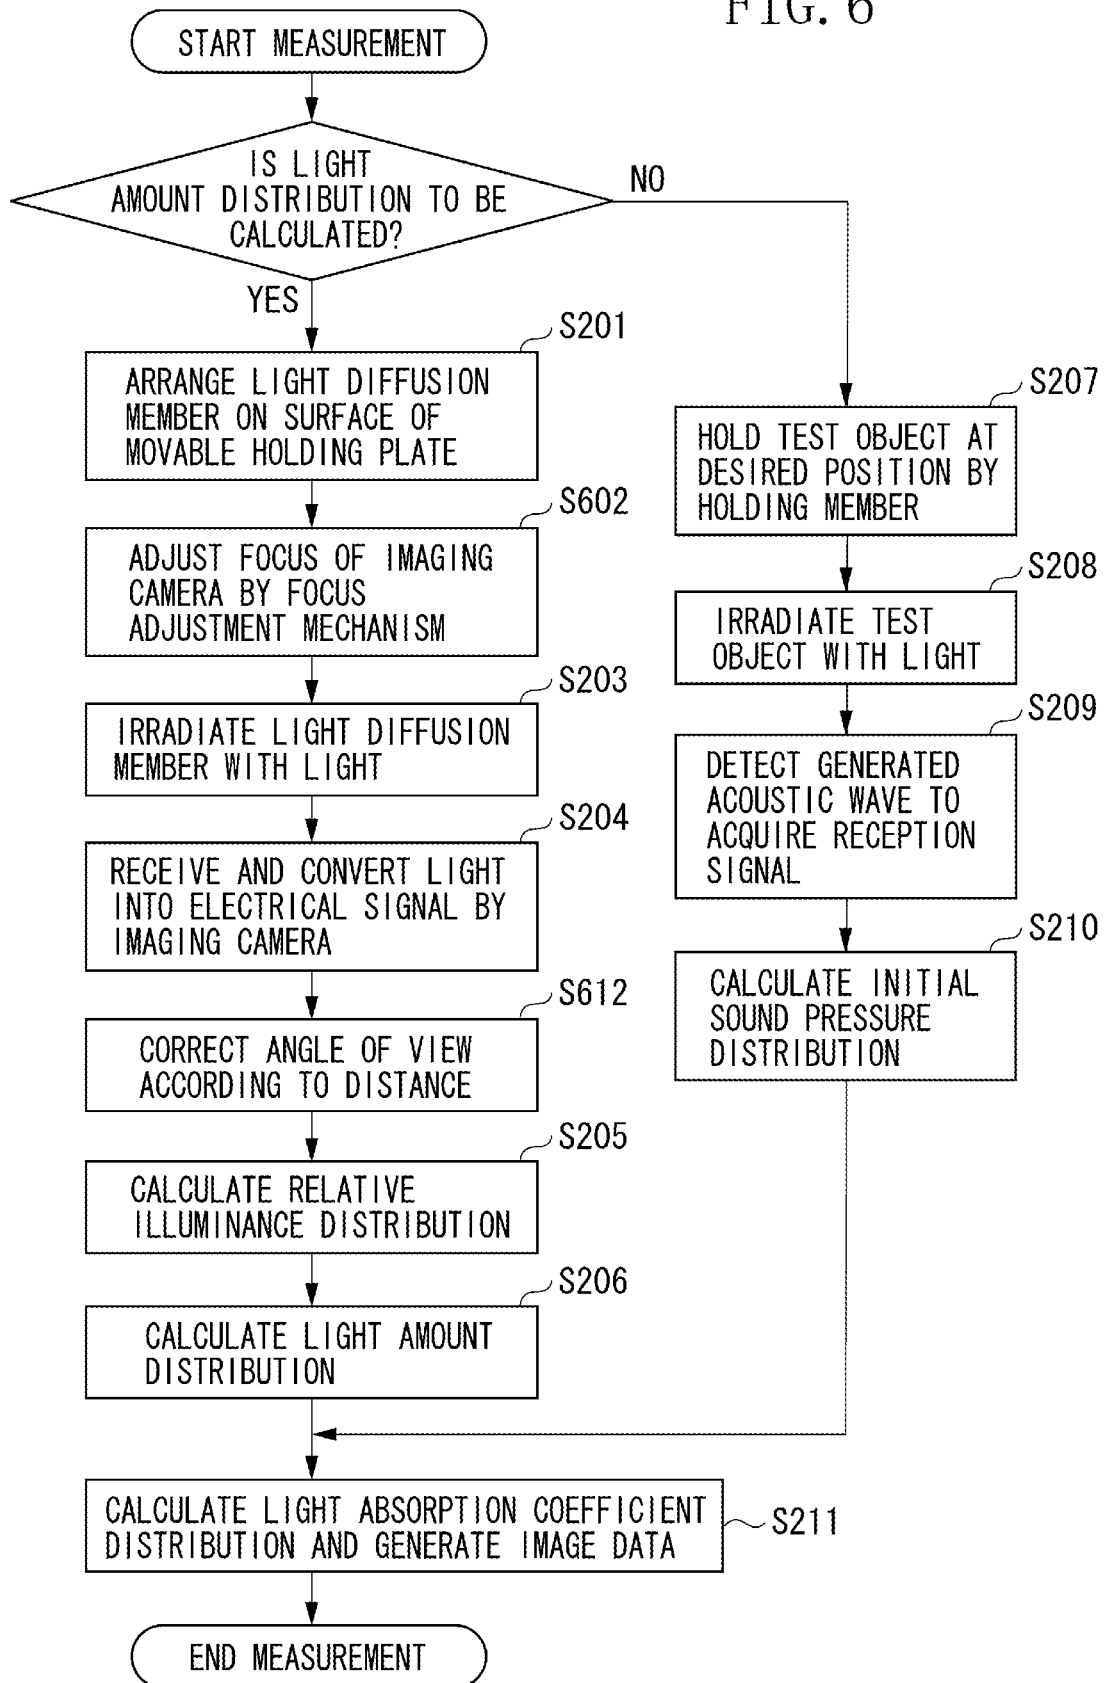 FIG. 6
START MEASUREMENT
IS LIGHT
AMOUNT DISTRIBUTION TO BE
CALCULATED?
NO
YES
S201
ARRANGE LIGHT DIFFUSION
MEMBER ON SURFACE OF
MOVABLE HOLDING PLATE
S602
ADJUST FOCUS OF IMAGING
CAMERA BY FOCUS
ADJUSTMENT MECHANISM
S203
IRRADIATE LIGHT DIFFUSION
MEMBER WITH LIGHT
S204
RECEIVE AND CONVERT LIGHT
INTO ELECTRICAL SIGNAL BY
IMAGING CAMERA
S612
CORRECT ANGLE OF VIEW
ACCORDING TO DISTANCE
S205
CALCULATE RELATIVE
ILLUMINANCE DISTRIBUTION
S206
CALCULATE LIGHT AMOUNT
DISTRIBUTION
S207
HOLD TEST OBJECT AT
DESIRED POSITION BY
HOLDING MEMBER
S208
IRRADIATE TEST
OBJECT WITH LIGHT
S209
DETECT GENERATED
ACOUSTIC WAVE TO
ACQUIRE RECEPTION
SIGNAL
S210
CALCULATE INITIAL
SOUND PRESSURE
DISTRIBUTION
CALCULATE LIGHT ABSORPTION COEFFICIENT
DISTRIBUTION AND GENERATE IMAGE DATA
S211
END MEASUREMENT